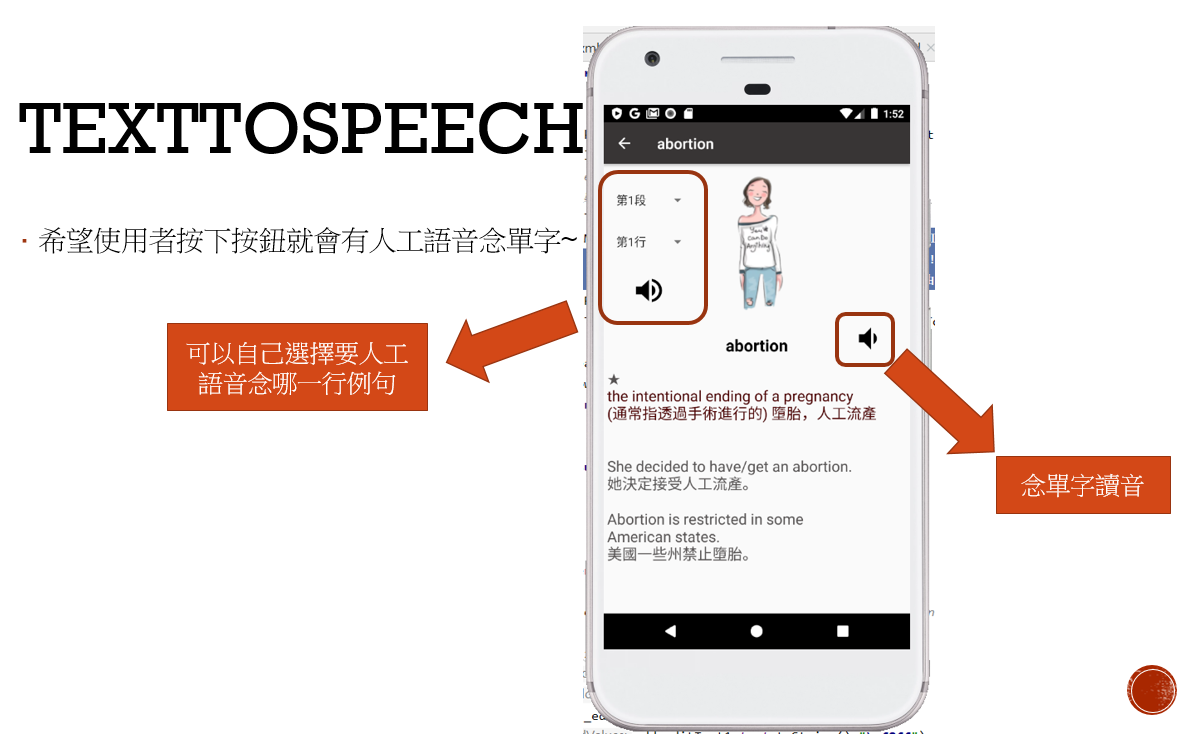 TEXTTOSPEECH
希望使用者按下按鈕就會有人工語音念單字~
可以自己選擇要人工
語音念哪一行例句
1:52
abortion
第1段
第1行
You
can Do
Anything
abortion
★
the intentional ending of a pregnancy
(通常指透過手術進行的) 墮胎，人工流產
She decided to have/get an abortion.
她決定接受人工流產。
Abortion is restricted in some
American states.
美國一些州禁止墮胎。
念單字讀音